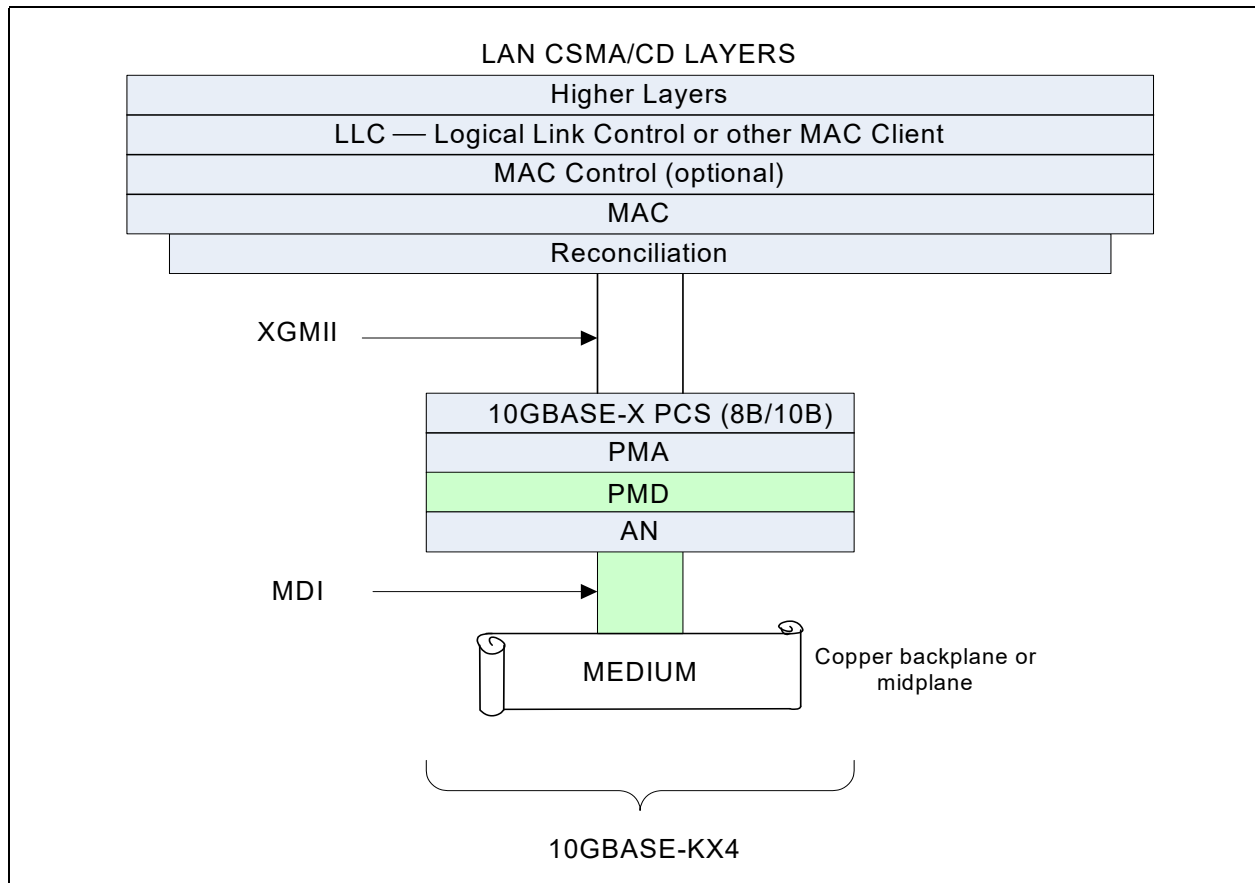 LAN CSMA/CD LAYERS
Higher Layers
LLC — Logical Link Control or other MAC Client
MAC Control (optional)
MAC
Reconciliation
XGMII
10GBASE-X PCS (8B/10B)
PMA
PMD
AN
MDI
MEDIUM
Copper backplane or
midplane
10GBASE-KX4